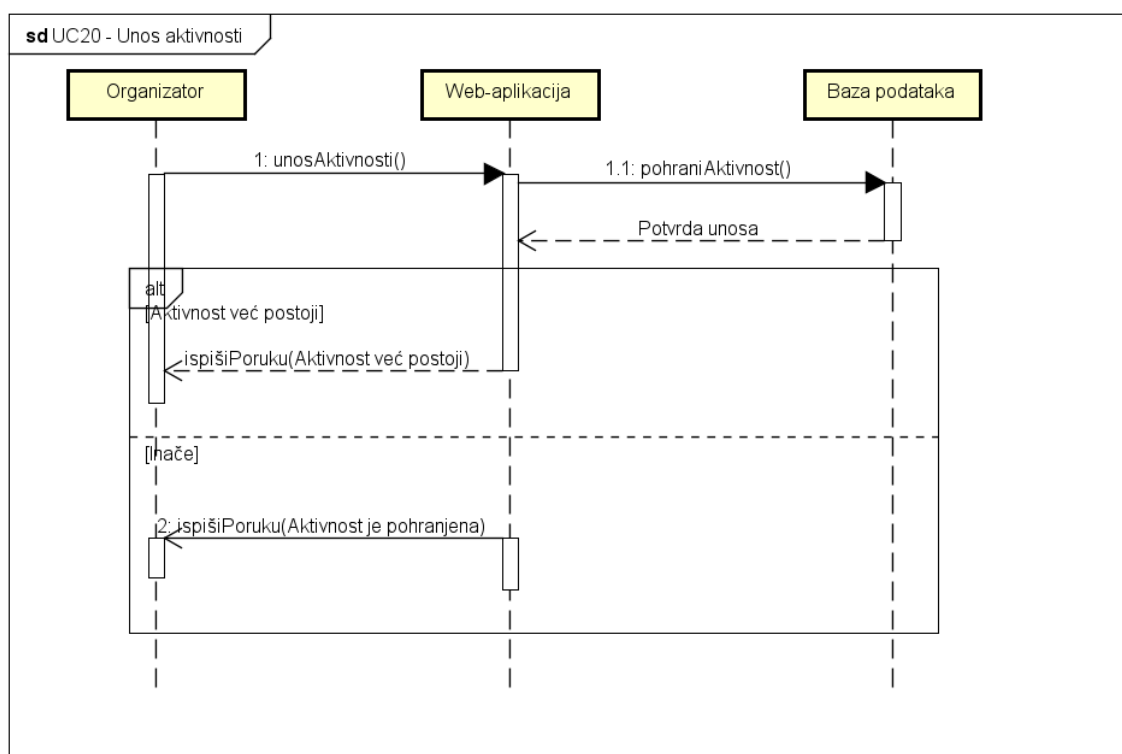 sd UC20 - Unos aktivnosti
Organizator
Web-aplikacija
Baza podataka
1: unosAktivnosti()
1.1: pohraniAktivnost()
Potvrda unosa
alt
[Aktivnost već postoji]
ispišiPoruku(Aktivnost već postoji)
[Inače]
2: ispišiPoruku(Aktivnost je pohranjena)